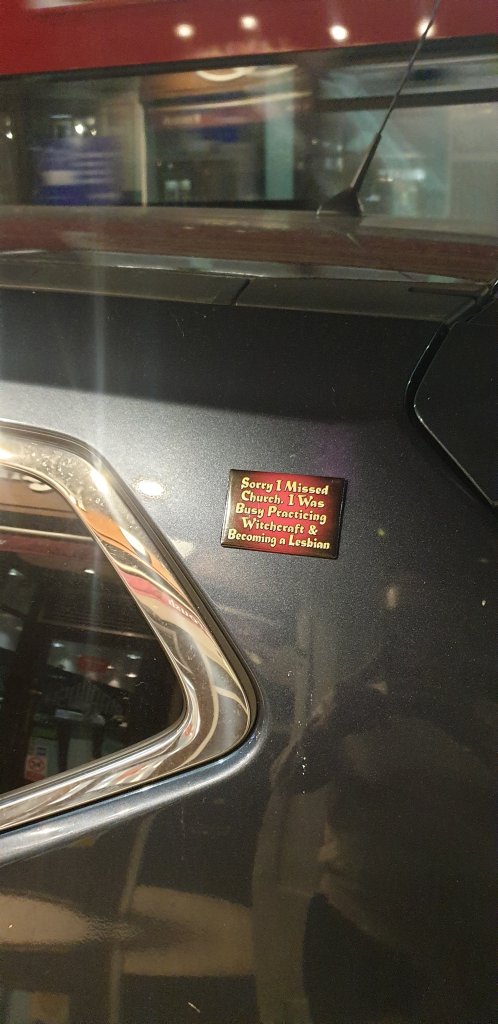 Sorry I Missed
Church. I Was
Busy Practicing
Witchcraft &
Becoming a Lesbian